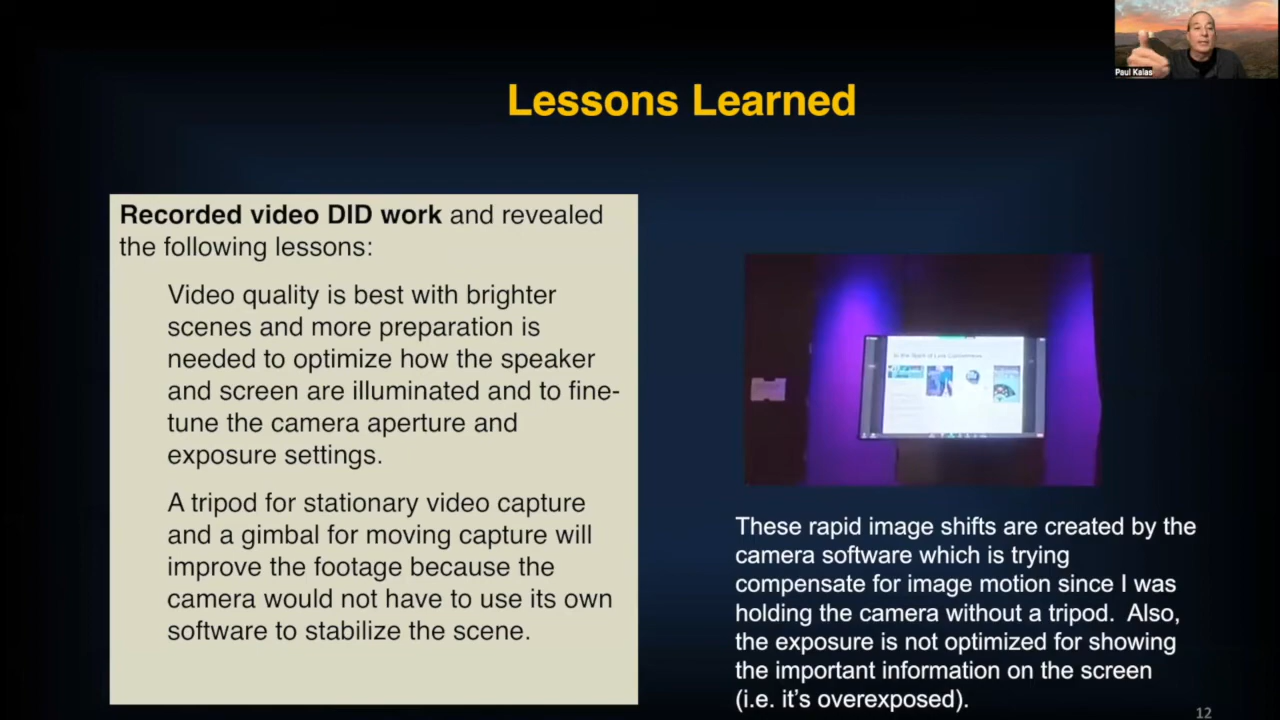 Paul Kalas
Lessons Learned
Recorded video DID work and revealed
the following lessons:
Video quality is best with brighter
scenes and more preparation is
needed to optimize how the speaker
and screen are illuminated and to fine-
tune the camera aperture and
exposure settings.
A tripod for stationary video capture
and a gimbal for moving capture will
improve the footage because the
camera would not have to use its own
software to stabilize the scene.
These rapid image shifts are created by the
camera software which is trying
compensate for image motion since I was
holding the camera without a tripod. Also,
the exposure is not optimized for showing
the important information on the screen
(i.e. it’s overexposed).
12